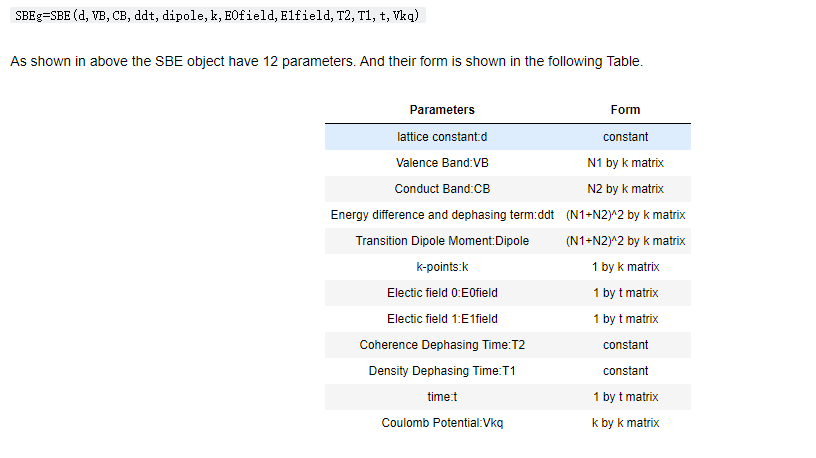 SBEg=SBE(d, VB, CB, ddt, dipole, k, E0field, E1field, T2, T1, t, Vkq)
As shown in above the SBE object have 12 parameters. And their form is shown in the following Table.
Parameters Form
lattice constant:d constant
Valence Band:VB N1 by k matrix
Conduct Band:CB N2 by k matrix
Energy difference and dephasing term:ddt (N1+N2)^2 by k matrix
Transition Dipole Moment:Dipole (N1+N2)^2 by k matrix
k-points:k 1 by k matrix
Electic field 0:E0field 1 by t matrix
Electic field 1:E1field 1 by t matrix
Coherence Dephasing Time:T2 constant
Density Dephasing Time:T1 constant
time:t 1 by t matrix
Coulomb Potential:Vkq k by k matrix